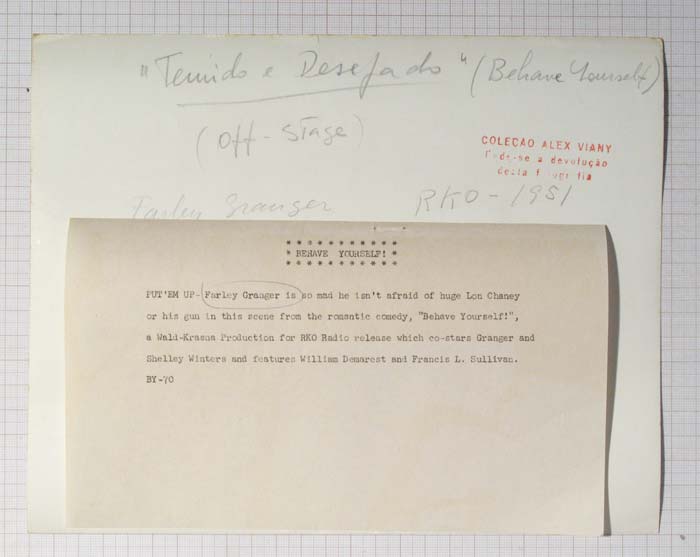 "Temido e Desejado" (Behave Yourself)
(Off-Stage)
COLEÇAO ALEX VIANY
Pede-se a devolução
desta f
Farley Granger
RKO - 1951
* * * * * * * * * * *
* BEHAVE YOURSELF! *
* * * * * * * * * * *
PUT'EM UP- Farley Granger is so mad he isn't afraid of huge Lon Chaney
or his gun in this scene from the romantic comedy, "Behave Yourself!",
a Wald-Krasna Production for RKO Radio release which co-stars Granger and
Shelley Winters and features William Demarest and Francis L. Sullivan.
BY-70